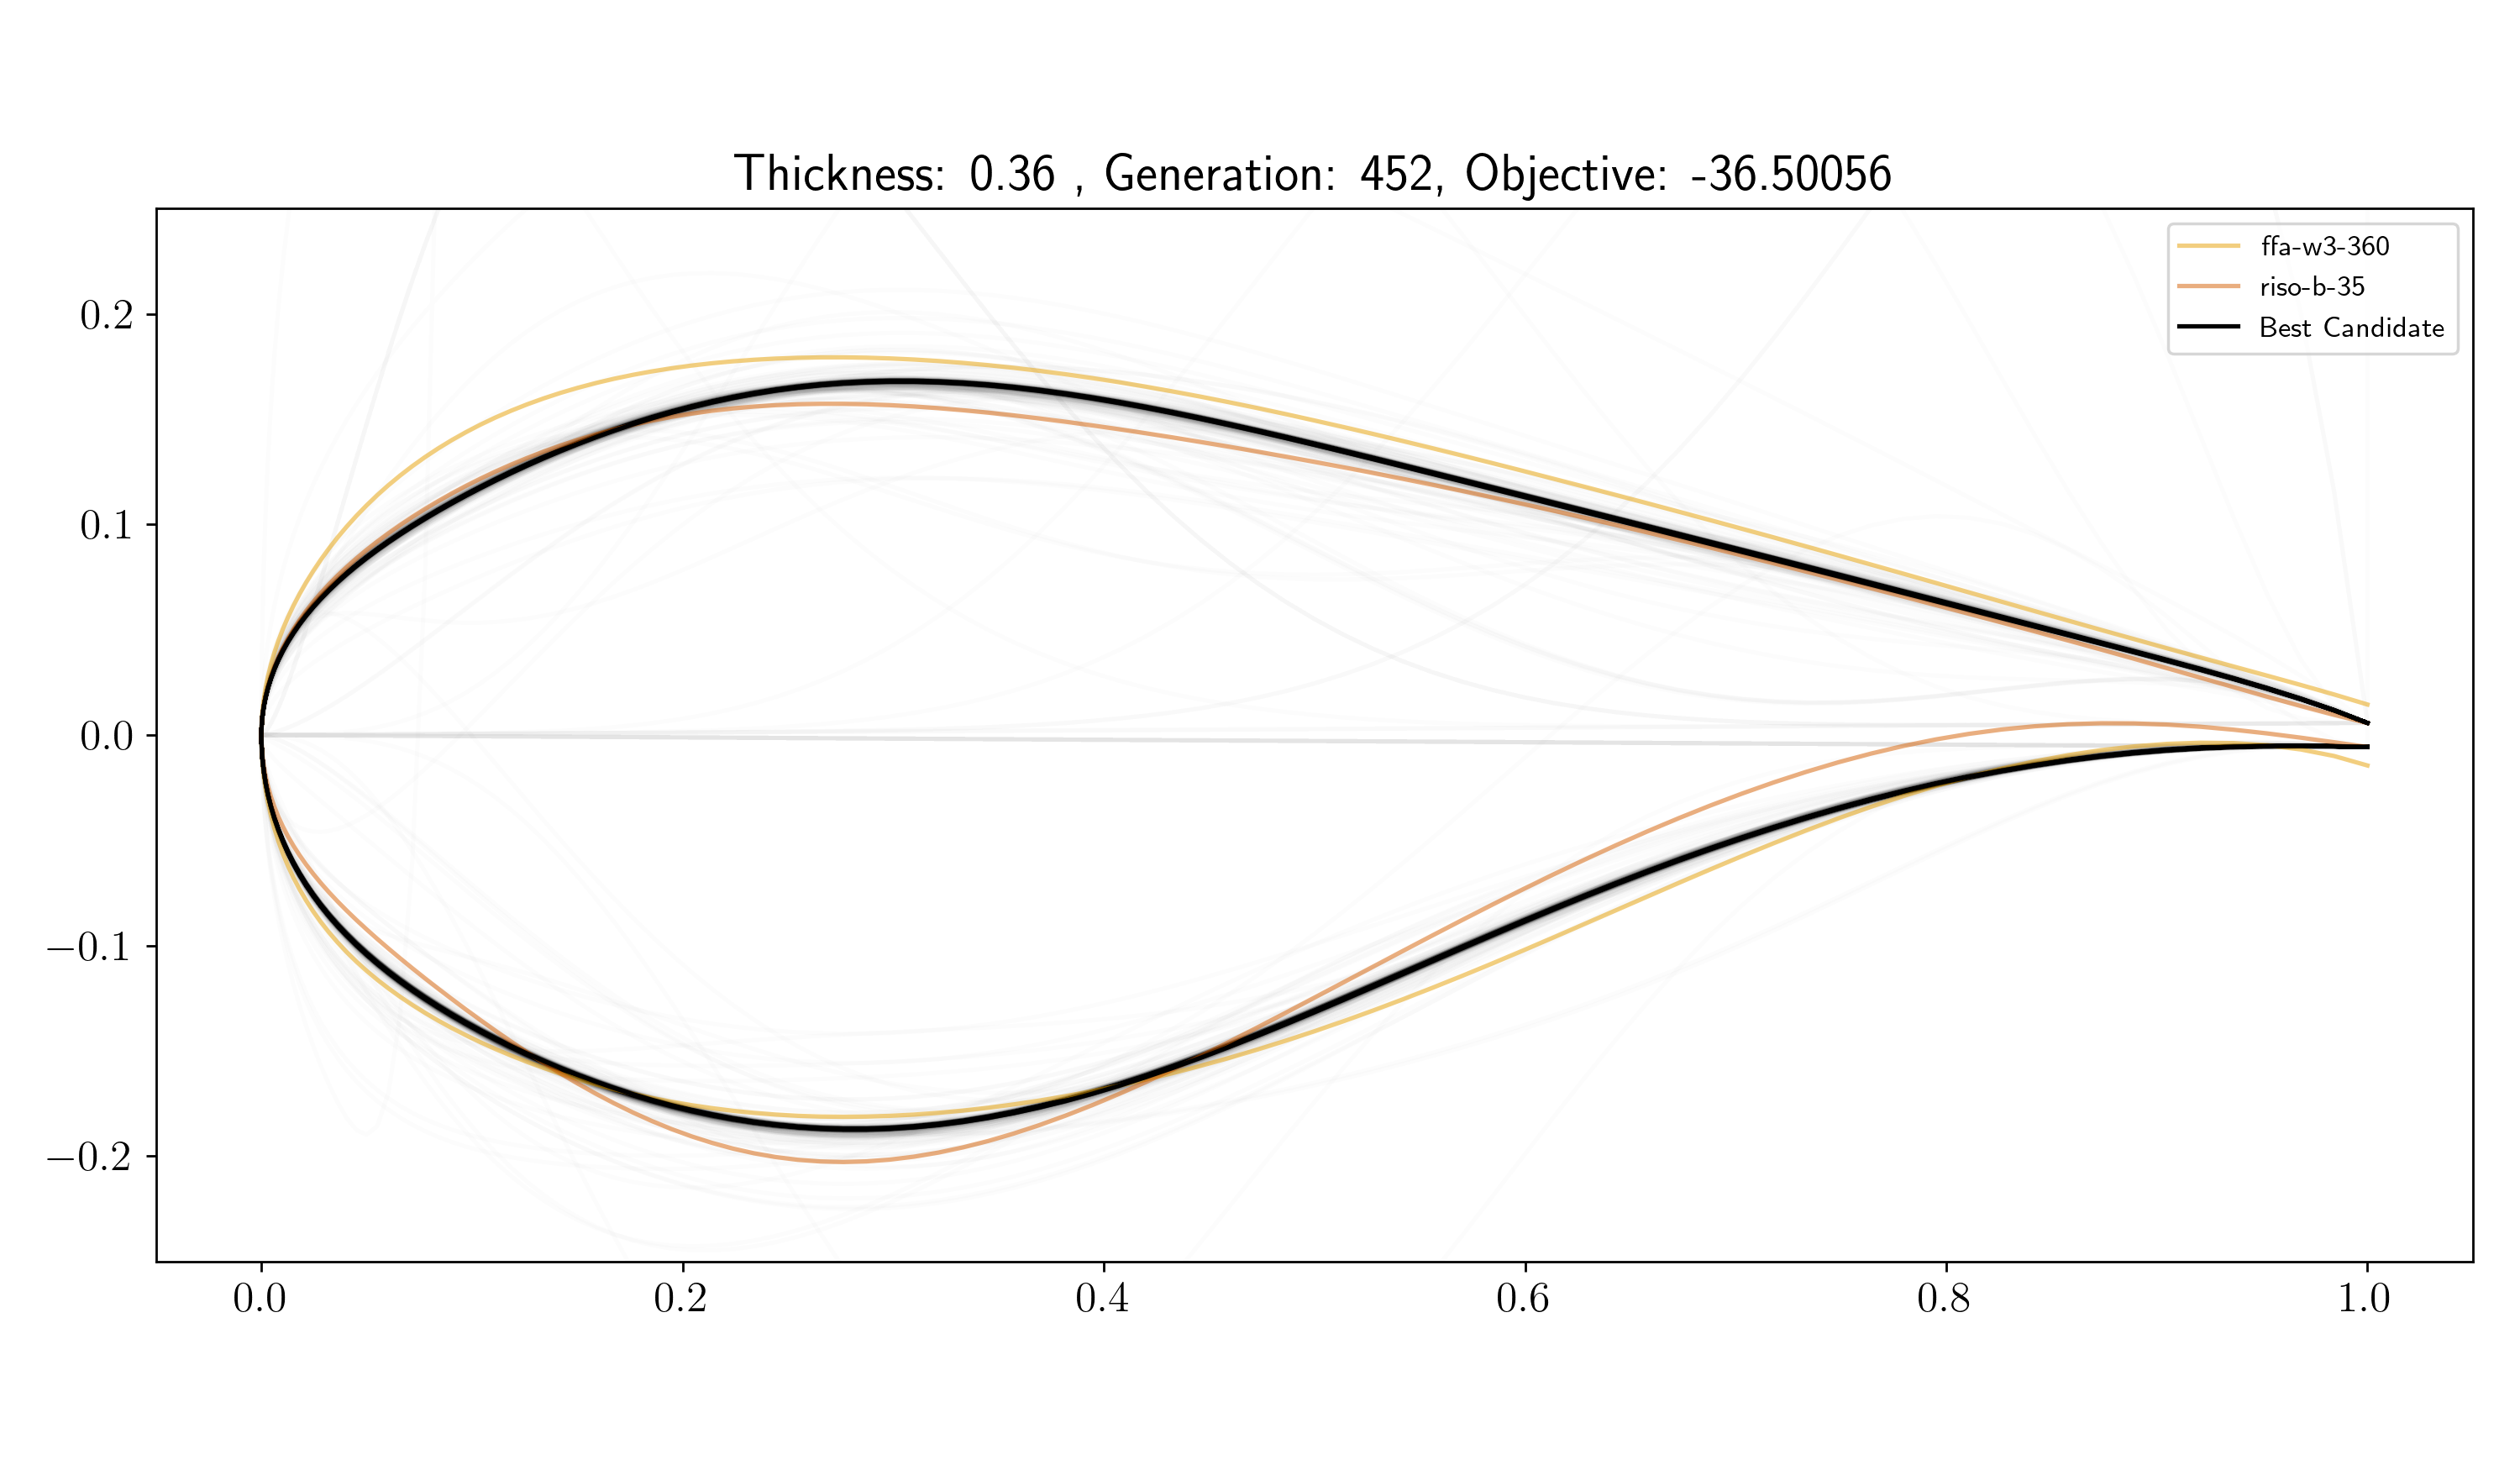 Thickness: 0.36 , Generation: 452, Objective: -36.50056
ffa-w3-360
riso-b-35
Best Candidate
0.2
0.1
0.0
−0.1
−0.2
0.0 0.2 0.4 0.6 0.8 1.0